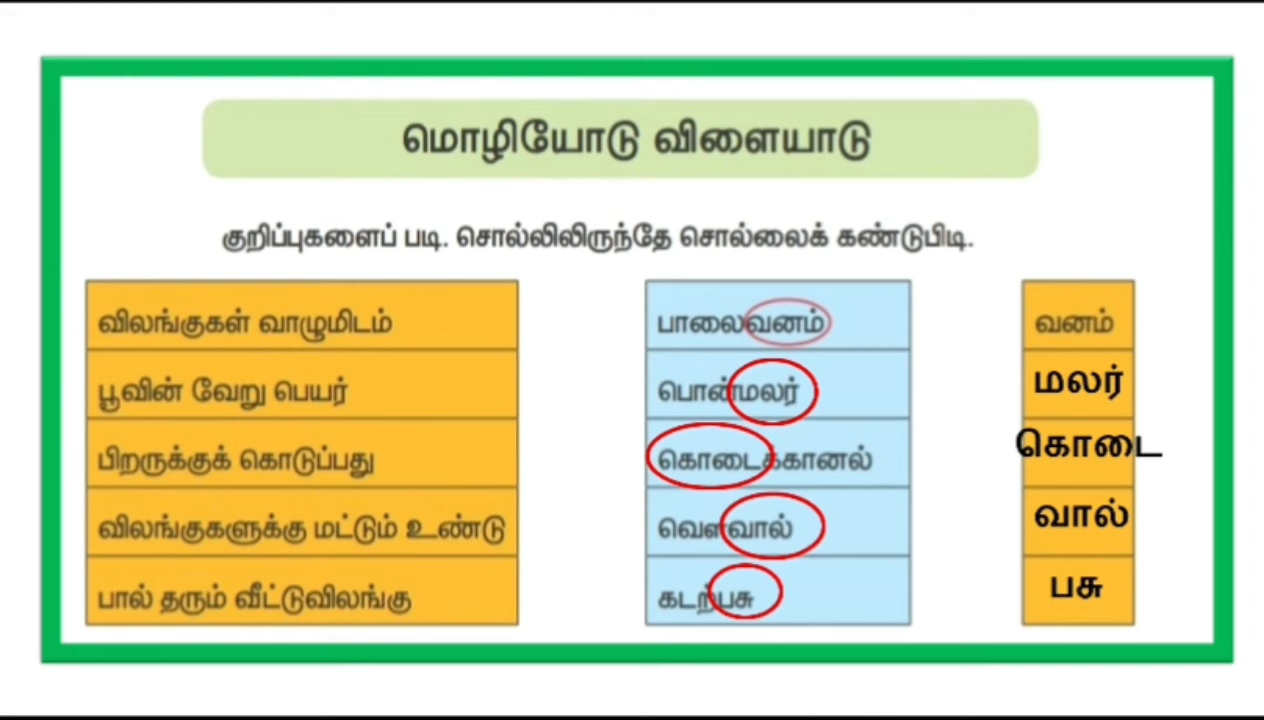 மொழியோடு விளையாடு
குறிப்புகளைப் படி. சொல்லிலிருந்தே சொல்லைக் கண்டுபிடி.
விலங்குகள் வாழுமிடம் பாலைவனம் வனம்
பூவின் வேறு பெயர் பொன்மலர் மலர்
பிறருக்குக் கொடுப்பது கொடைக்கானல் கொடை
விலங்குகளுக்கு மட்டும் உண்டு வௌவால் வால்
பால் தரும் வீட்டுவிலங்கு கடற்பசு பசு